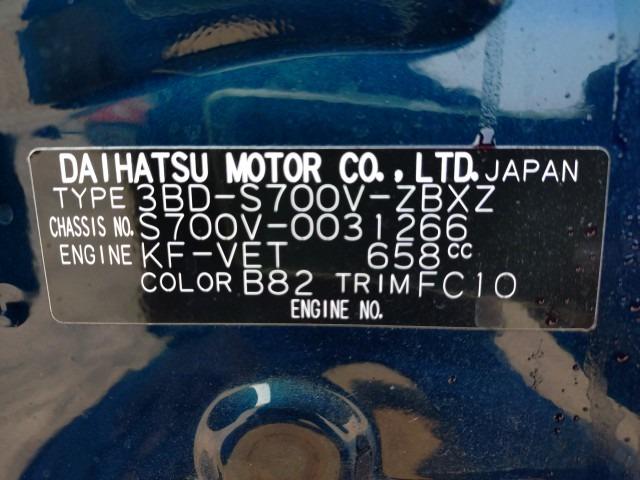 DAIHATSU MOTOR CO., LTD. JAPAN
TYPE 3BD-S700V-ZBXZ
CHASSIS NO. S700V-0031266
ENGINE KF-VET 658cc
COLOR B82 TRIM FC10
ENGINE NO.